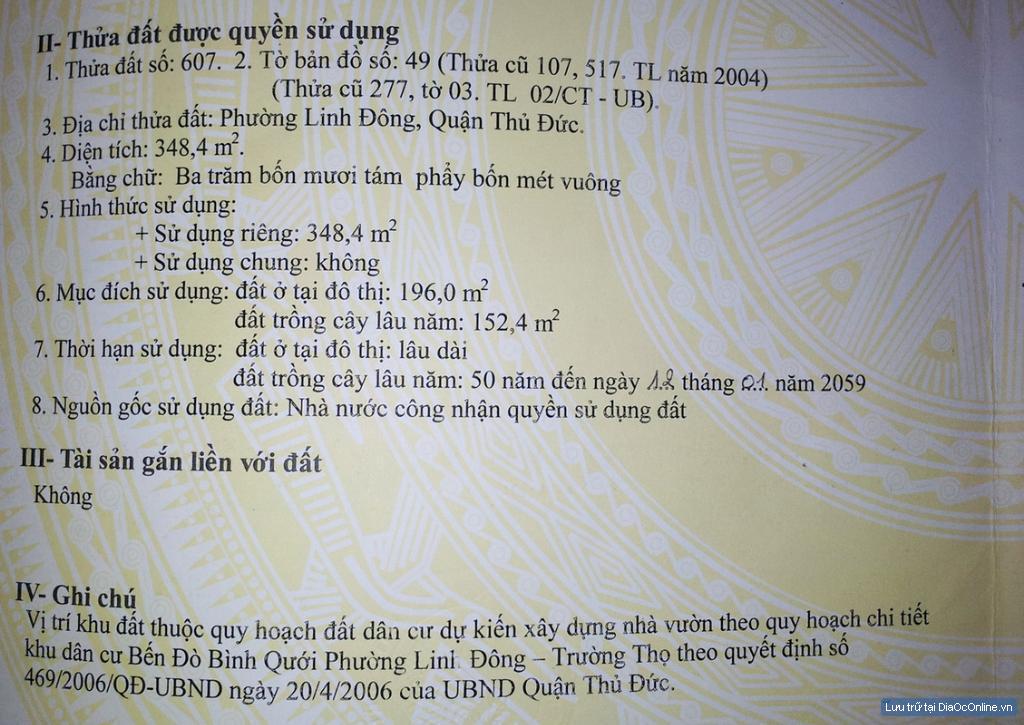 II- Thửa đất được quyền sử dụng
1. Thửa đất số: 607. 2. Tờ bản đồ số: 49 (Thửa cũ 107, 517. TL năm 2004)
(Thửa cũ 277, tờ 03. TL 02/CT - UB).
3. Địa chỉ thửa đất: Phường Linh Đông, Quận Thủ Đức.
4. Diện tích: 348,4 m².
Bằng chữ: Ba trăm bốn mươi tám phẩy bốn mét vuông
5. Hình thức sử dụng:
+ Sử dụng riêng: 348,4 m²
+ Sử dụng chung: không
6. Mục đích sử dụng: đất ở tại đô thị: 196,0 m²
đất trồng cây lâu năm: 152,4 m²
7. Thời hạn sử dụng: đất ở tại đô thị: lâu dài
đất trồng cây lâu năm: 50 năm đến ngày 12 tháng 01. năm 2059
8. Nguồn gốc sử dụng đất: Nhà nước công nhận quyền sử dụng đất
III- Tài sản gắn liền với đất
Không
IV- Ghi chú
Vị trí khu đất thuộc quy hoạch đất dân cư dự kiến xây dựng nhà vườn theo quy hoạch chi tiết
khu dân cư Bến Đò Bình Qưới Phường Linh Đông – Trường Thọ theo quyết định số
469/2006/QĐ-UBND ngày 20/4/2006 của UBND Quận Thủ Đức.
Lưu trữ tại DiaOcOnline.vn